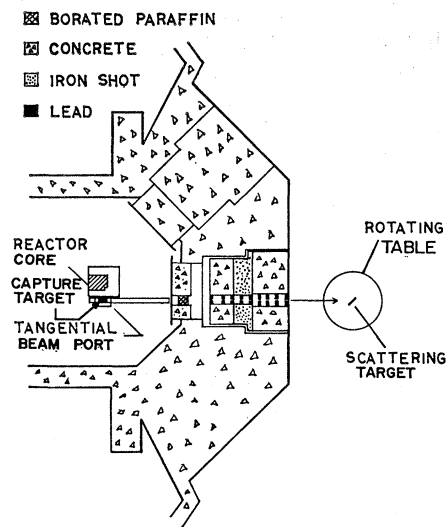 BORATED PARAFFIN
CONCRETE
IRON SHOT
LEAD
REACTOR
CORE
CAPTURE
TARGET
TANGENTIAL
BEAM PORT
ROTATING
TABLE
SCATTERING
TARGET